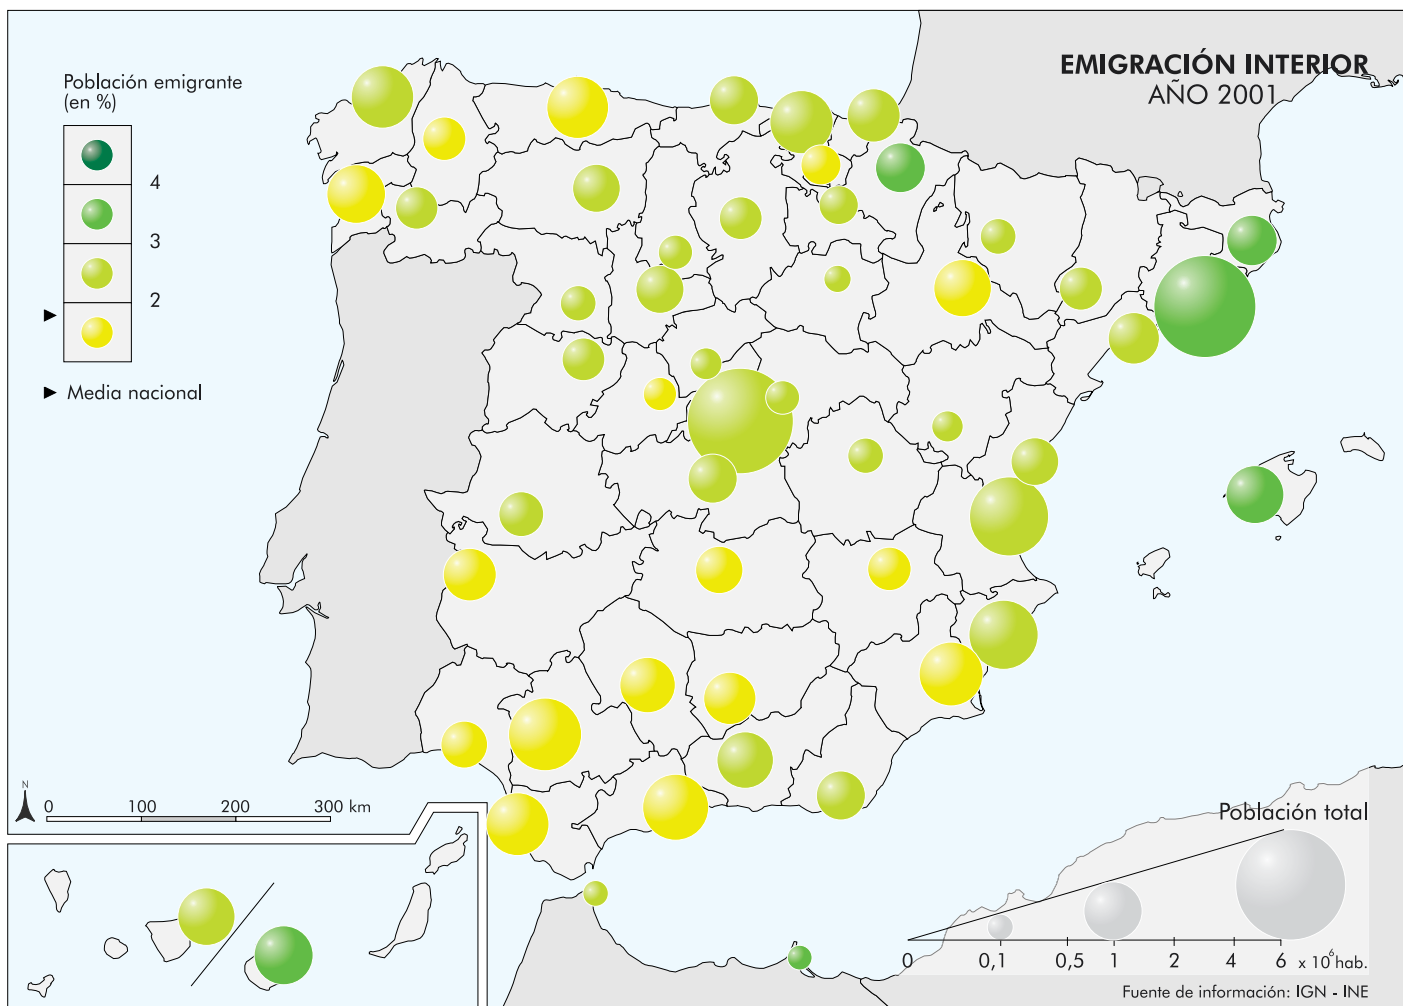 EMIGRACIÓN INTERIOR
AÑO 2001
Población emigrante
(en %)
4
3
2
► Media nacional
N
0 100 200 300 km
Población total
0 0,1 0,5 1 2 4 6 x 10⁶ hab.
Fuente de información: IGN - INE